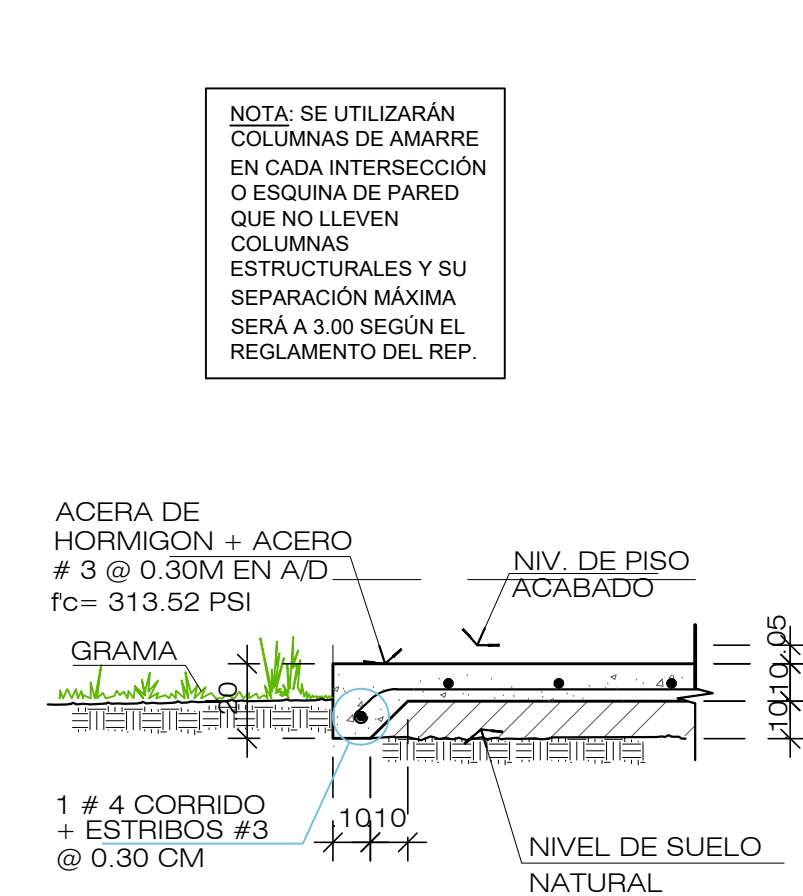 NOTA: SE UTILIZARÁN
COLUMNAS DE AMARRE
EN CADA INTERSECCIÓN
O ESQUINA DE PARED
QUE NO LLEVEN
COLUMNAS
ESTRUCTURALES Y SU
SEPARACIÓN MÁXIMA
SERÁ A 3.00 SEGÚN EL
REGLAMENTO DEL REP.
ACERA DE
HORMIGON + ACERO
# 3 @ 0.30M EN A/D
f'c= 313.52 PSI
NIV. DE PISO
ACABADO
GRAMA
20
.05
10
10
1 # 4 CORRIDO
+ ESTRIBOS #3
@ 0.30 CM
10
10
NIVEL DE SUELO
NATURAL